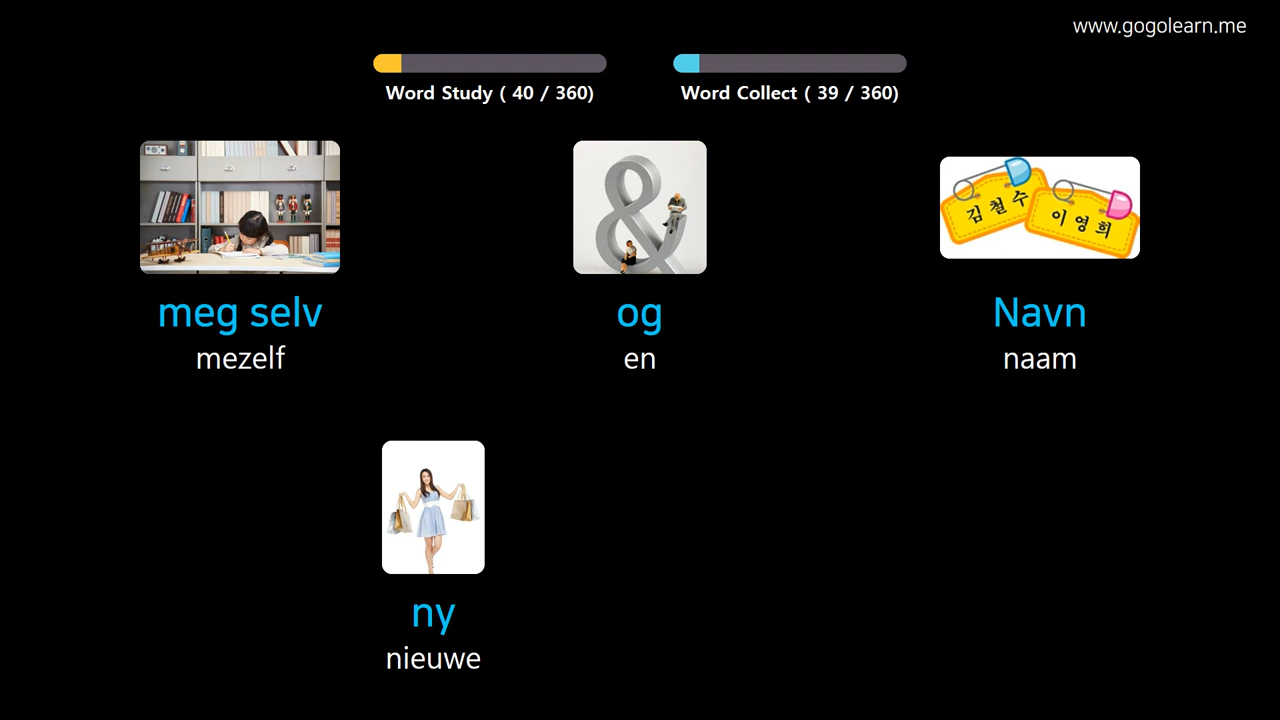 www.gogolearn.me
Word Study ( 40 / 360)
Word Collect ( 39 / 360)
김철수
이영희
meg selv
mezelf
og
en
Navn
naam
ny
nieuwe